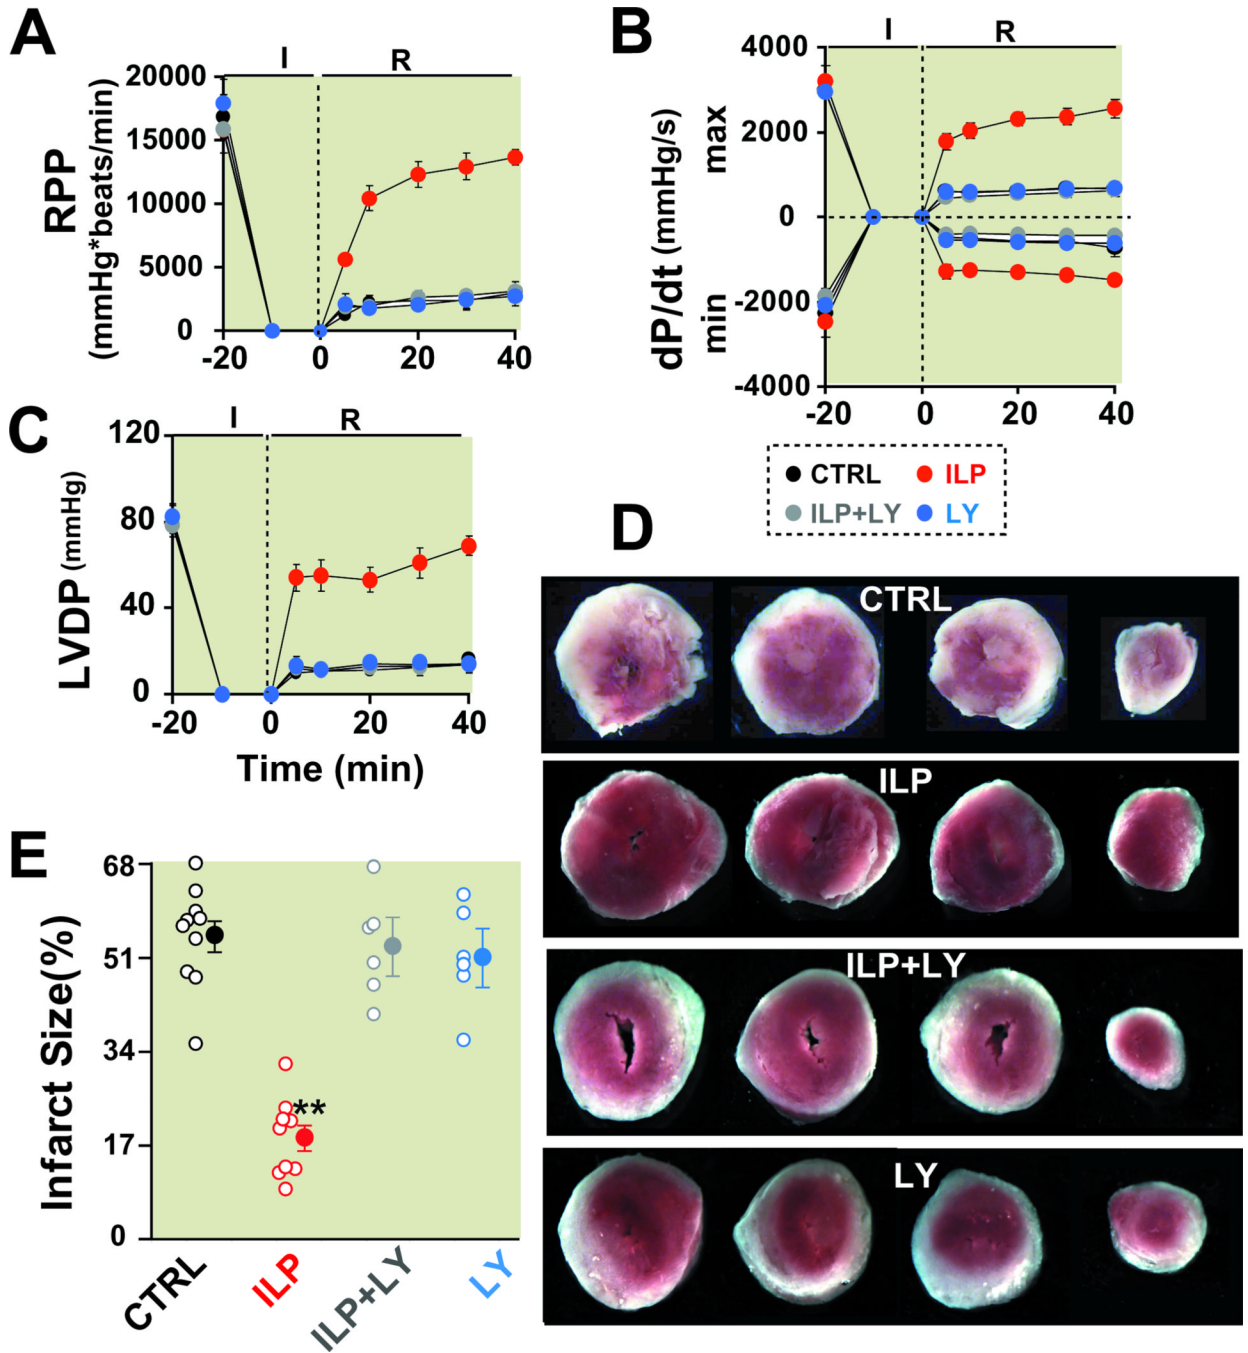 A
I
R
RPP
(mmHg*beats/min)
20000
15000
10000
5000
0
-20
0
20
40
B
I
R
dP/dt (mmHg/s)
min
max
4000
2000
0
-2000
-4000
-20
0
20
40
CTRL
ILP
ILP+LY
LY
C
I
R
LVDP (mmHg)
120
80
40
0
-20
0
20
40
Time (min)
D
CTRL
ILP
ILP+LY
LY
E
Infarct Size(%)
68
51
34
17
0
**
CTRL
ILP
ILP+LY
LY